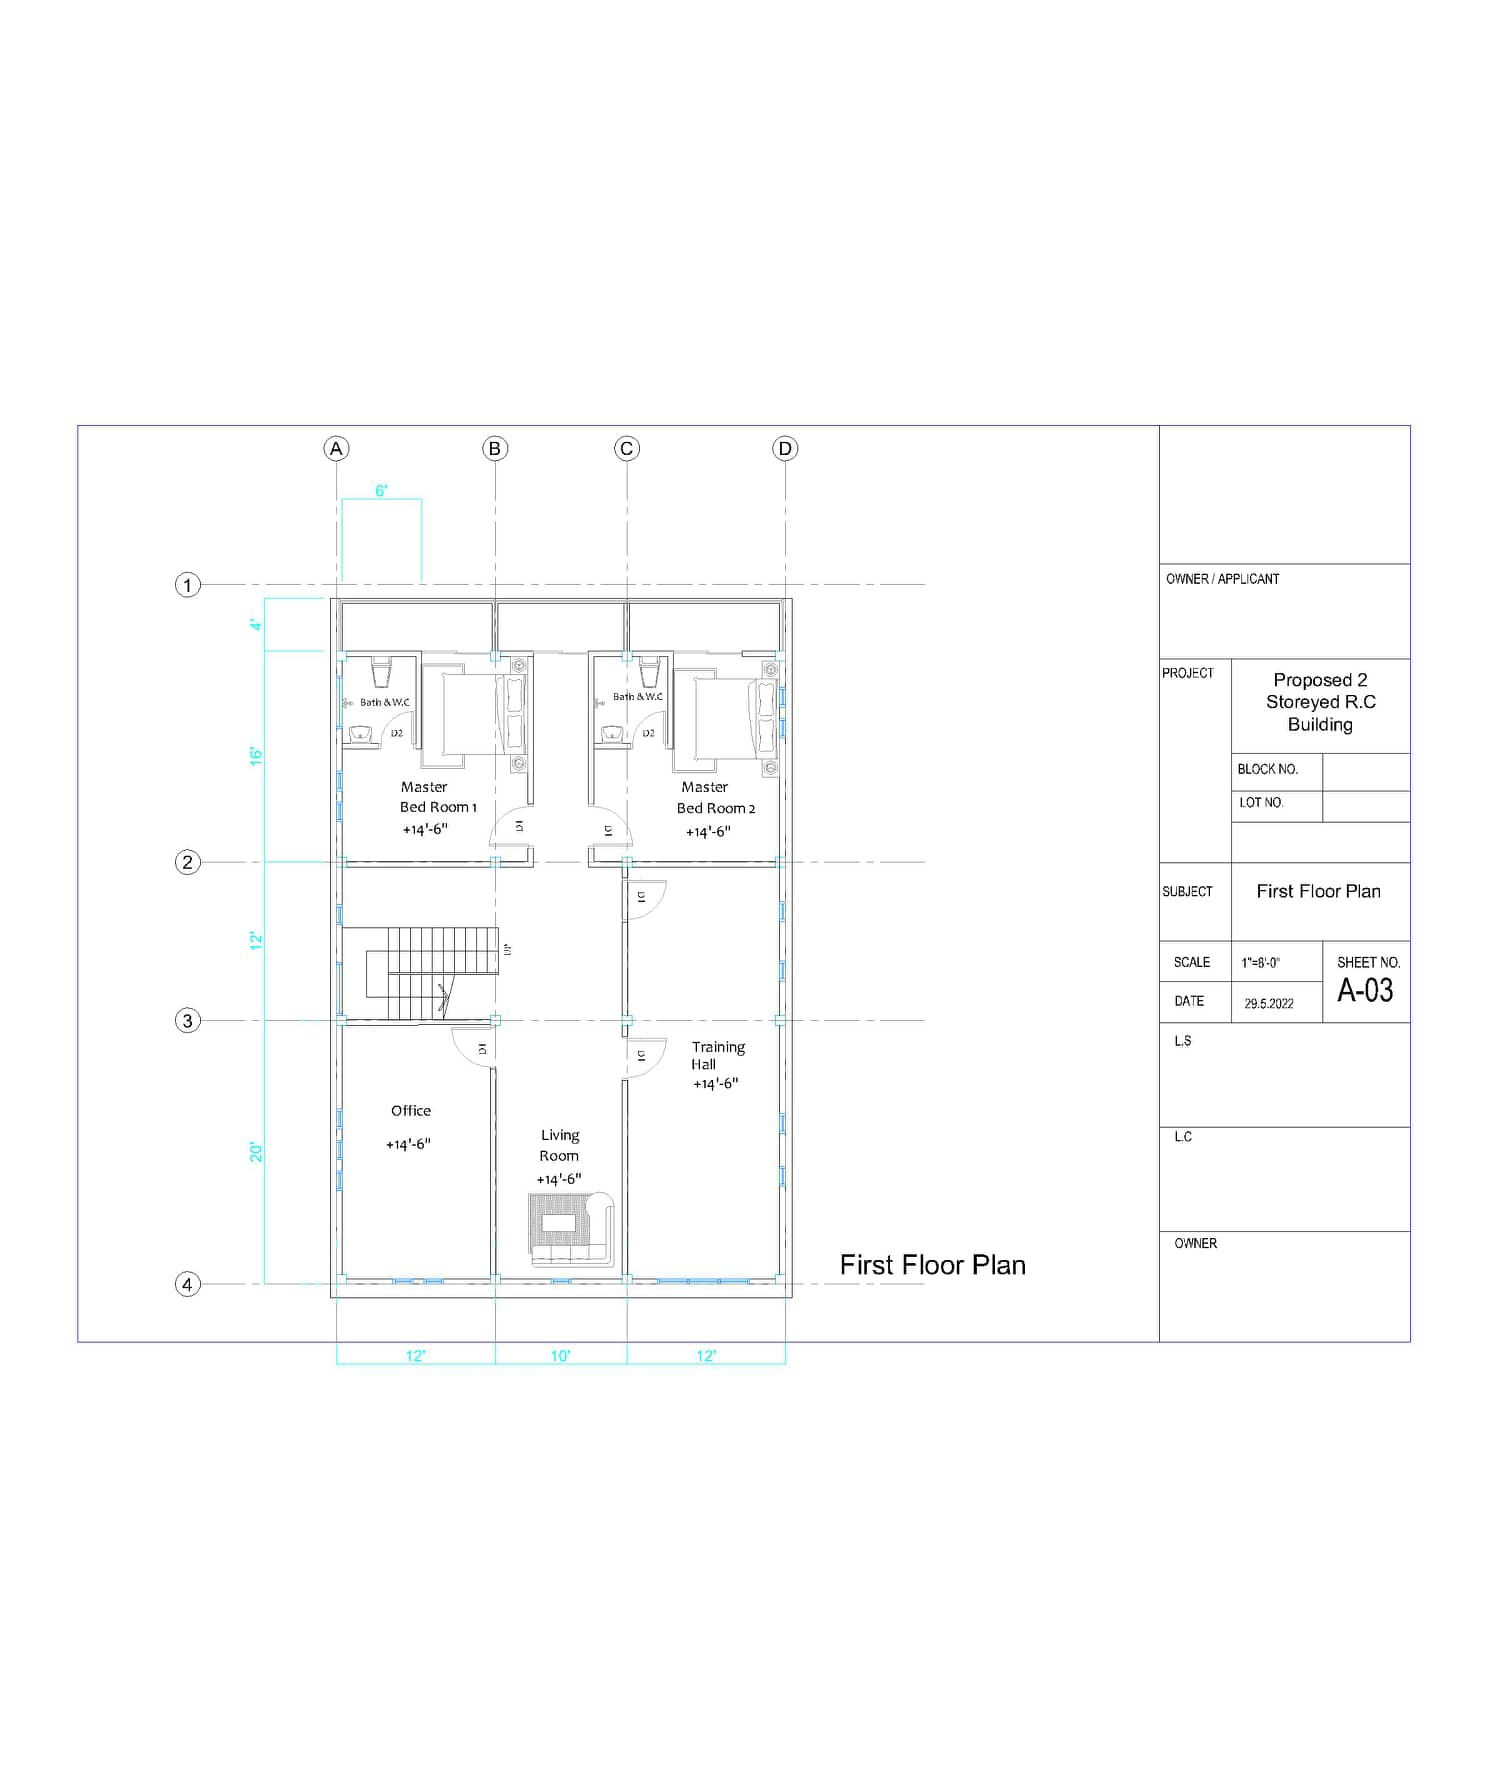 A
B
C
D
6'
1
4'
Bath & W.C
D2
Bath & W.C
D2
16'
Master
Bed Room 1
+14'-6"
D1
D1
Master
Bed Room 2
+14'-6"
2
D1
12'
UP
3
D1
D1
Training
Hall
+14'-6"
Office
+14'-6"
Living
Room
+14'-6"
20'
4
First Floor Plan
12'
10'
12'
OWNER / APPLICANT
PROJECT
Proposed 2
Storeyed R.C
Building
BLOCK NO.
LOT NO.
SUBJECT
First Floor Plan
SCALE
1"=8'-0"
SHEET NO.
A-03
DATE
29.5.2022
L.S
L.C
OWNER